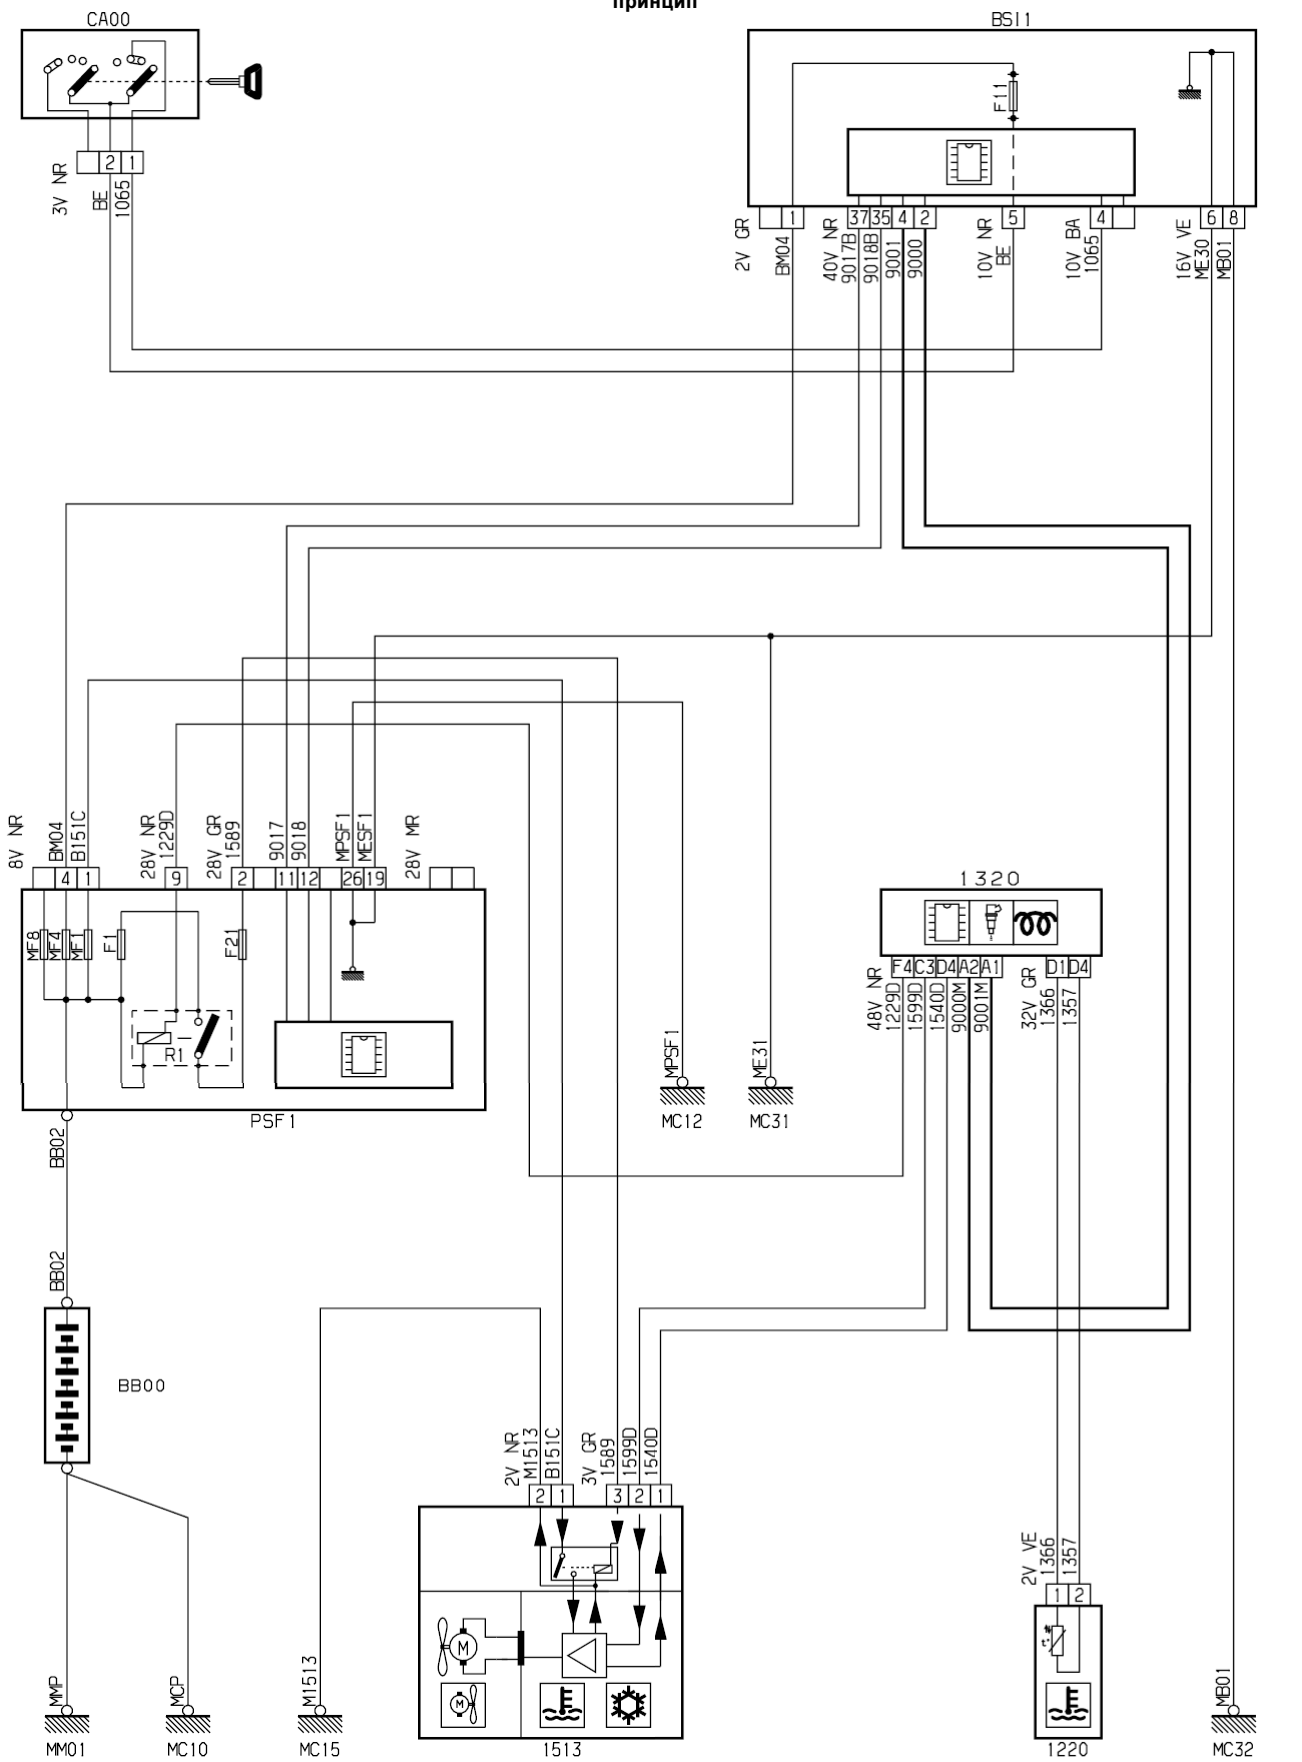 принцип
CA00
BSI1
F11
2 1
3V NR
BE
1065
1 37 35 4 2 5 4 6 8
2V GR
BM04
40V NR
9017B
9018B
9001
9000
10V NR
BE
10V BA
1065
16V VE
ME30
MB01
8V NR
BM04
B151C
28V NR
1229D
28V GR
1589
9017
9018
MPSF1
MESF1
28V MR
4 1 9 2 11 12 26 19
MF8
MF4
MF1
F1
F21
R1
PSF1
1320
F4 C3 D4 A2 A1 D1 D4
48V NR
1229D
1599D
1540D
9000M
9001M
32V GR
1366
1357
MPSF1
MC12
ME31
MC31
BB02
BB02
BB00
2V NR
M1513
B151C
3V GR
1589
1599D
1540D
2 1 3 2 1
M
M
2V VE
1366
1357
1 2
t°
MMP
MCP
M1513
MB01
MM01
MC10
MC15
1513
1220
MC32